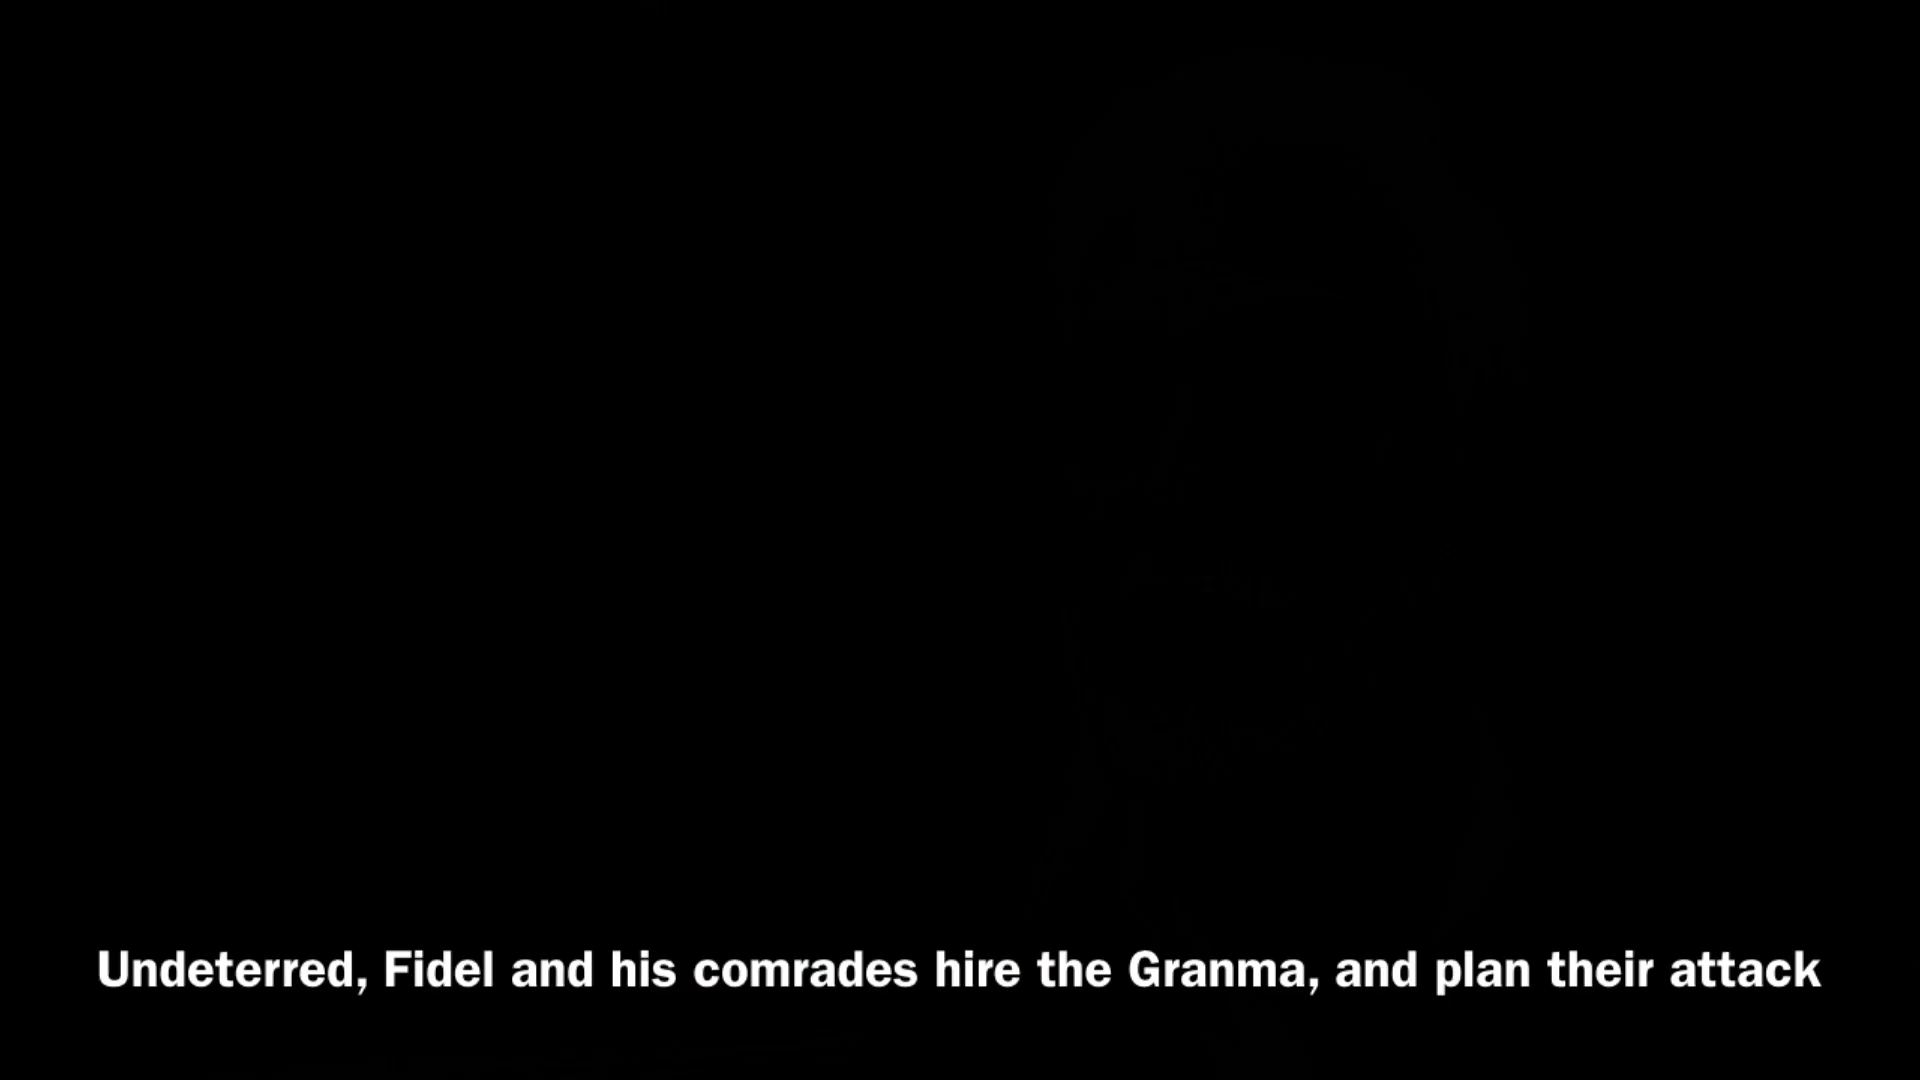 Undeterred, Fidel and his comrades hire the Granma, and plan their attack